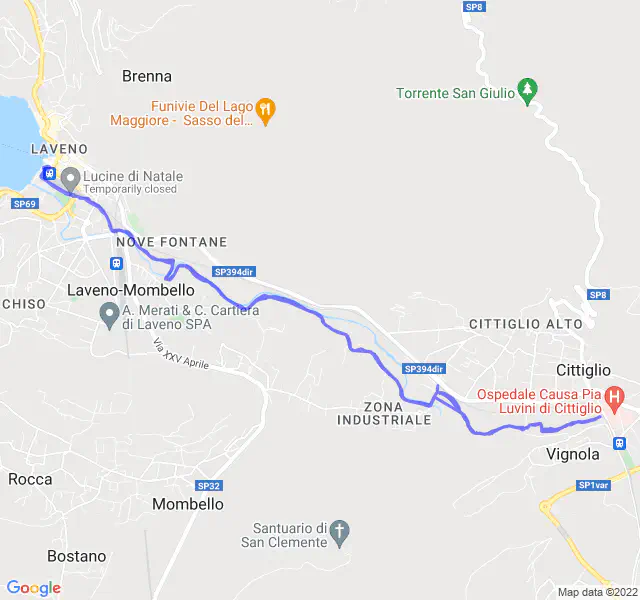 SP8
Brenna
Torrente San Giulio
Funivie Del Lago
Maggiore - Sasso del...
LAVENO
Lucine di Natale
Temporarily closed
SP69
NOVE FONTANE
SP394dir
Laveno-Mombello
CHISO
A. Merati & C. Cartiera
di Laveno SPA
SP8
CITTIGLIO ALTO
Via XXV Aprile
SP394dir
Cittiglio
Ospedale Causa Pia
Luvini di Cittiglio
H
ZONA
INDUSTRIALE
Vignola
Rocca
SP32
SP1var
Mombello
Santuario di
San Clemente
Bostano
Google
Map data ©2022